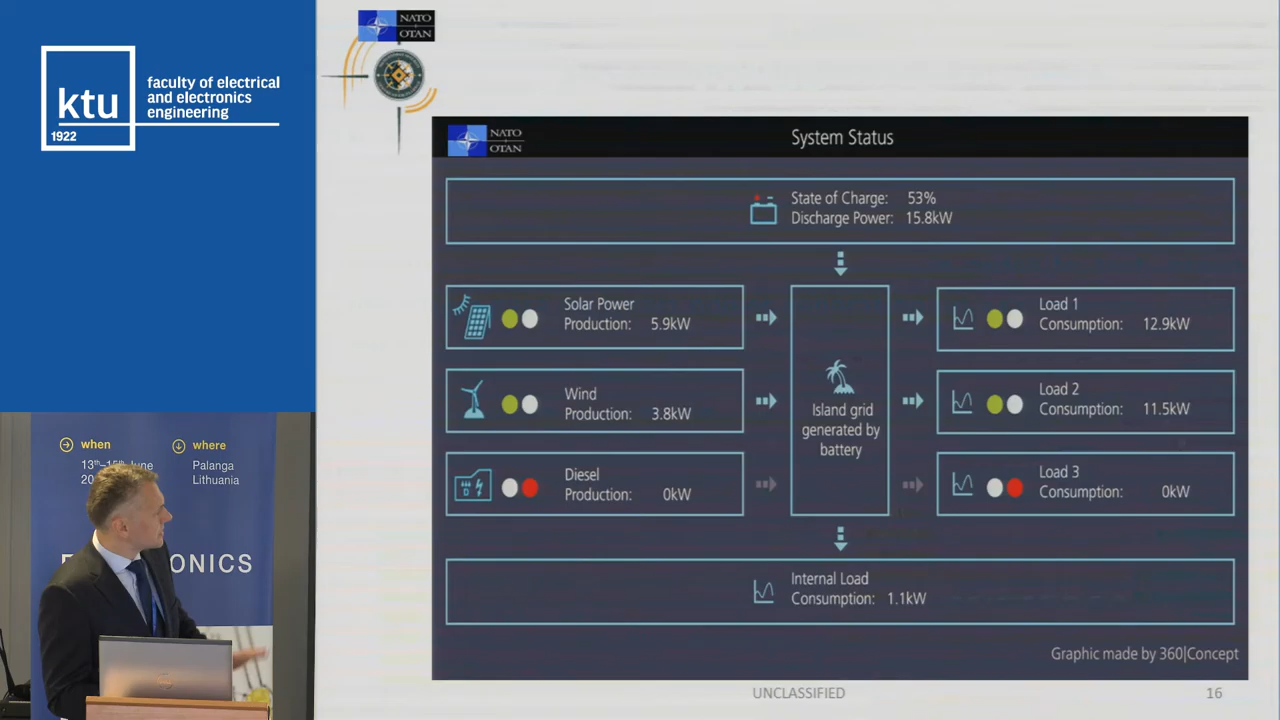 ktu
1922
faculty of electrical
and electronics
engineering
when
13th–15th June
20
where
Palanga
Lithuania
ONICS
NATO
OTAN
NATO
OTAN
System Status
State of Charge: 53%
Discharge Power: 15.8kW
Solar Power
Production: 5.9kW
Wind
Production: 3.8kW
Diesel
Production: 0kW
Island grid
generated by
battery
Load 1
Consumption: 12.9kW
Load 2
Consumption: 11.5kW
Load 3
Consumption: 0kW
Internal Load
Consumption: 1.1kW
Graphic made by 360|Concept
UNCLASSIFIED
16